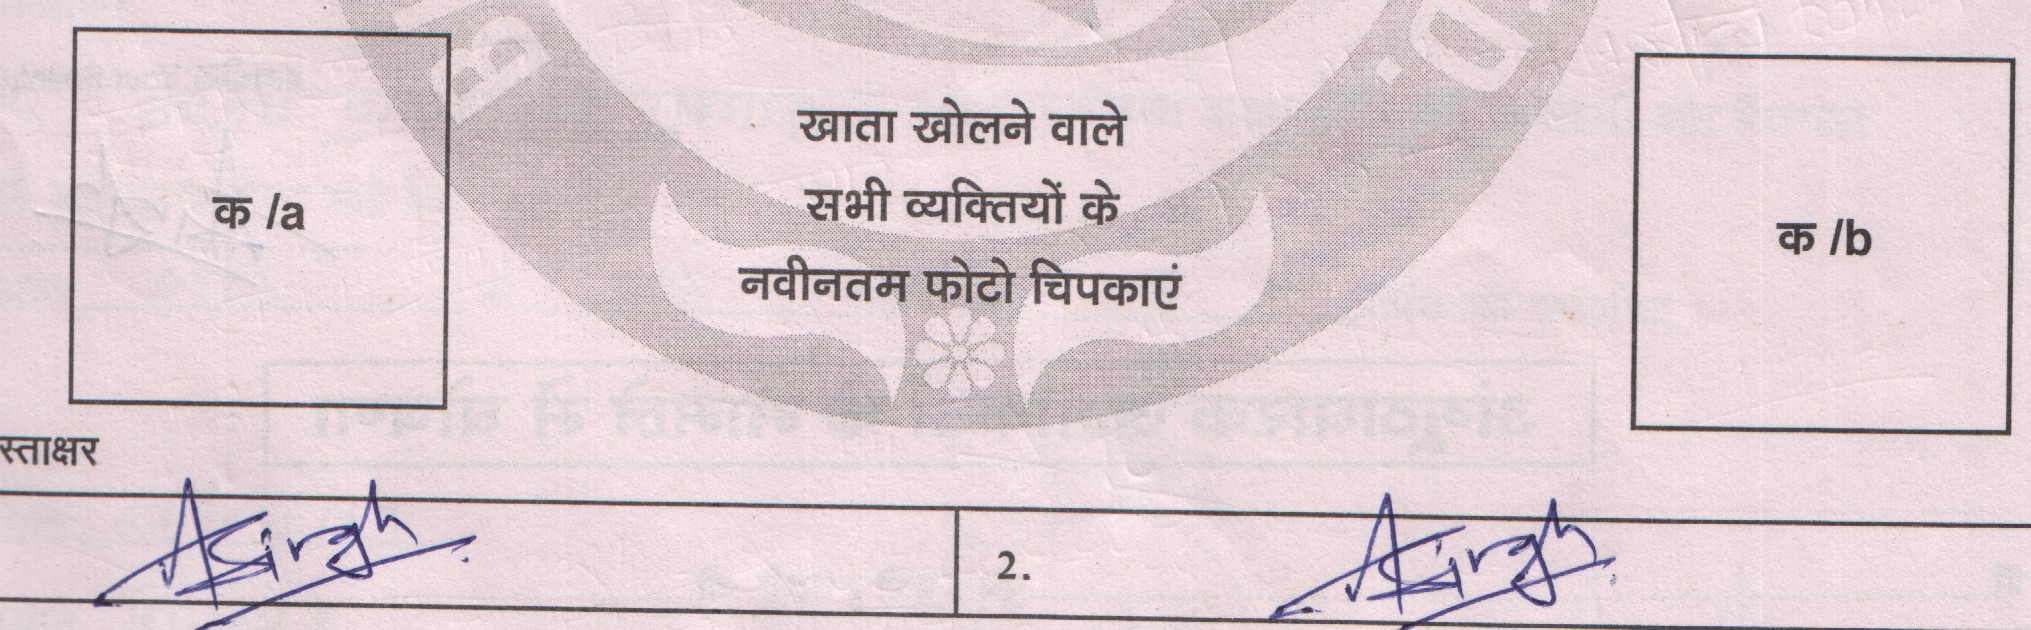 क /a
खाता खोलने वाले
सभी व्यक्तियों के
नवीनतम फोटो चिपकाएं
क /b
स्ताक्षर
ASingh
2.
ASingh